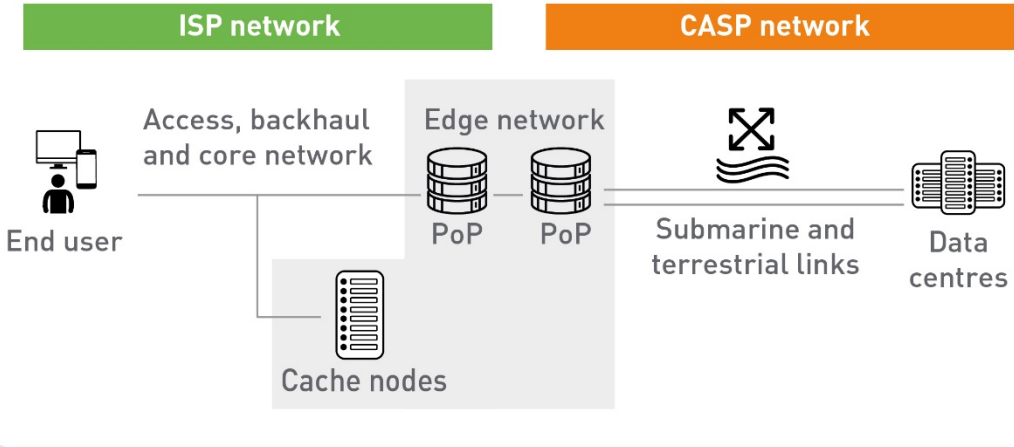 ISP network
CASP network
Access, backhaul
and core network
Edge network
End user
PoP
PoP
Submarine and
terrestrial links
Data
centres
Cache nodes